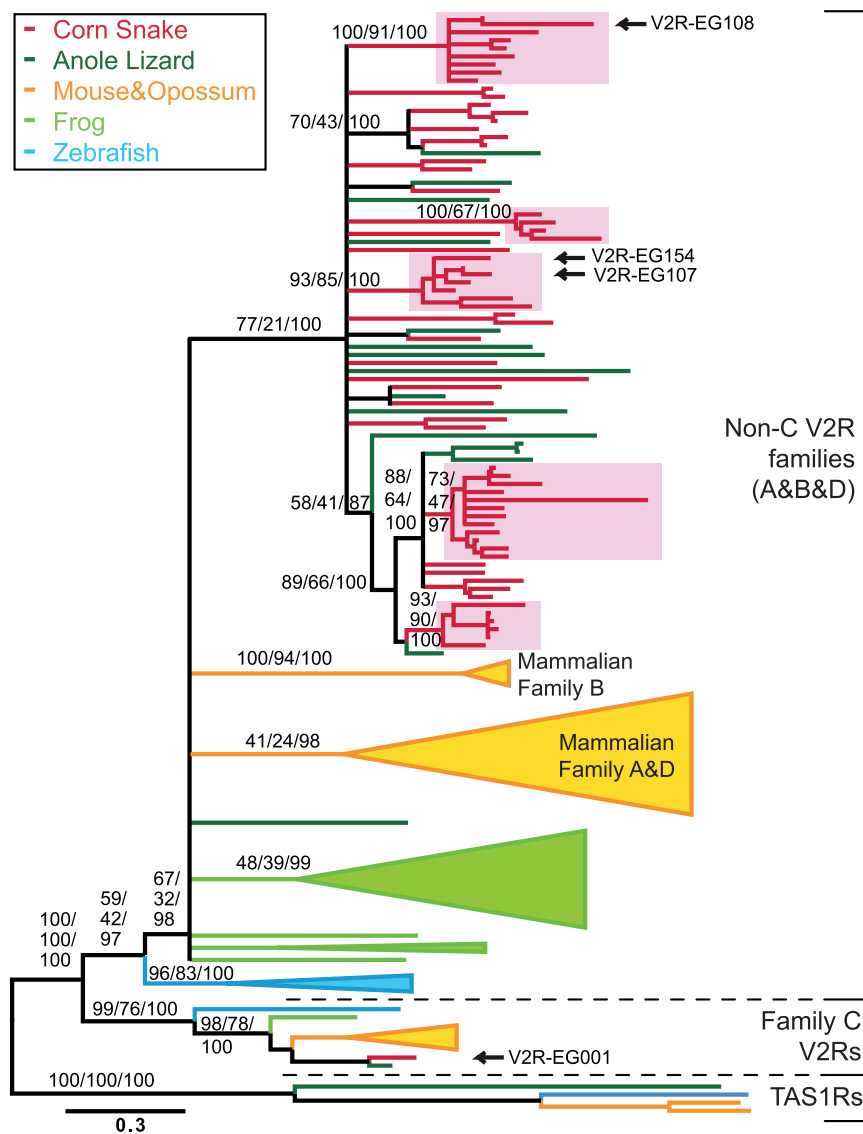 Corn Snake
Anole Lizard
Mouse&Opossum
Frog
Zebrafish
100/91/100
V2R-EG108
70/43/100
100/67/100
93/85/100
V2R-EG154
V2R-EG107
77/21/100
Non-C V2R
families
(A&B&D)
58/41/87
88/
64/
100
73/
47/
97
89/66/100
93/
90/
100
100/94/100
Mammalian
Family B
41/24/98
Mammalian
Family A&D
48/39/99
67/
32/
98
59/
42/
97
100/
100/
100
96/83/100
99/76/100
98/78/
100
Family C
V2Rs
V2R-EG001
100/100/100
TAS1Rs
0.3